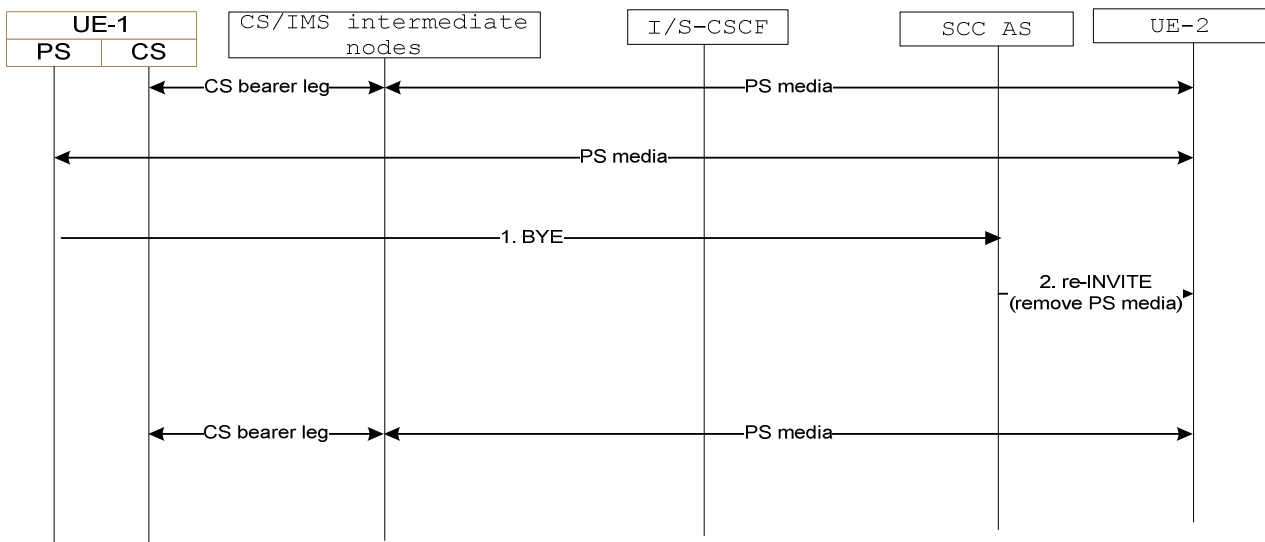 UE-1
PS CS
CS/IMS intermediate
nodes
I/S-CSCF
SCC AS
UE-2
CS bearer leg
PS media
PS media
1. BYE
2. re-INVITE
(remove PS media)
CS bearer leg
PS media